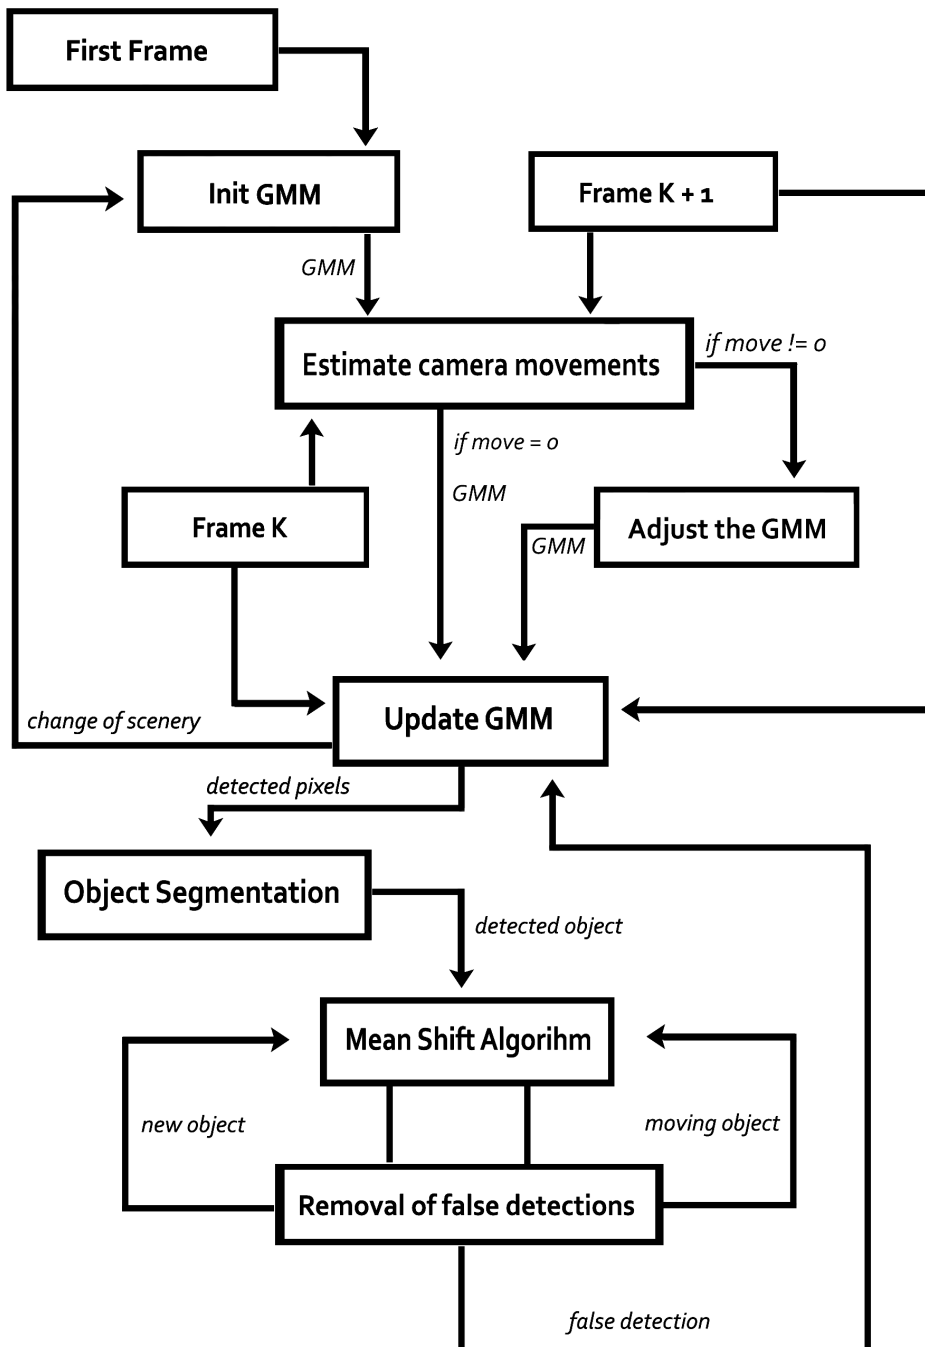 First Frame
Init GMM
Frame K + 1
GMM
if move != 0
Estimate camera movements
if move = 0
GMM
Frame K
Adjust the GMM
GMM
change of scenery
Update GMM
detected pixels
Object Segmentation
detected object
Mean Shift Algorihm
new object
moving object
Removal of false detections
false detection